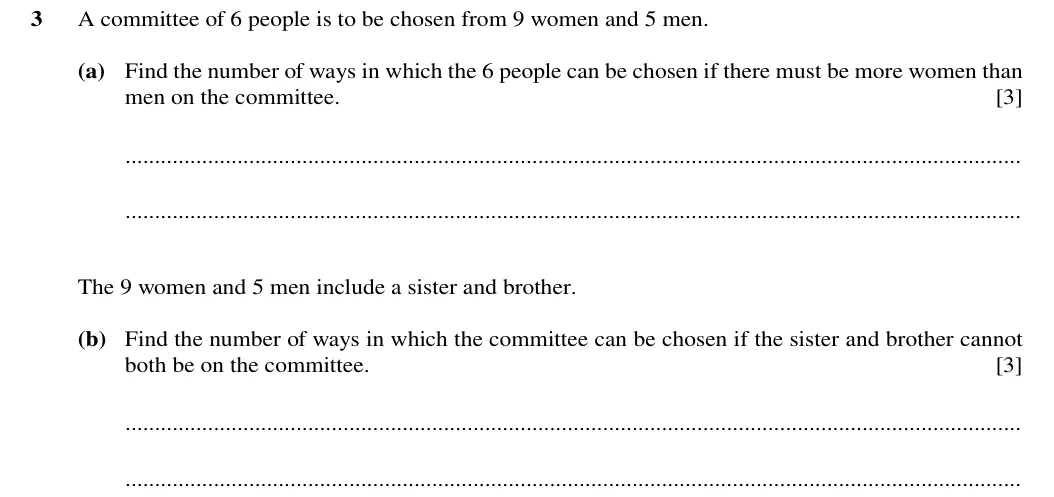 3 A committee of 6 people is to be chosen from 9 women and 5 men.
(a) Find the number of ways in which the 6 people can be chosen if there must be more women than
men on the committee. [3]
................................................................................
................................................................................
The 9 women and 5 men include a sister and brother.
(b) Find the number of ways in which the committee can be chosen if the sister and brother cannot
both be on the committee. [3]
................................................................................
................................................................................